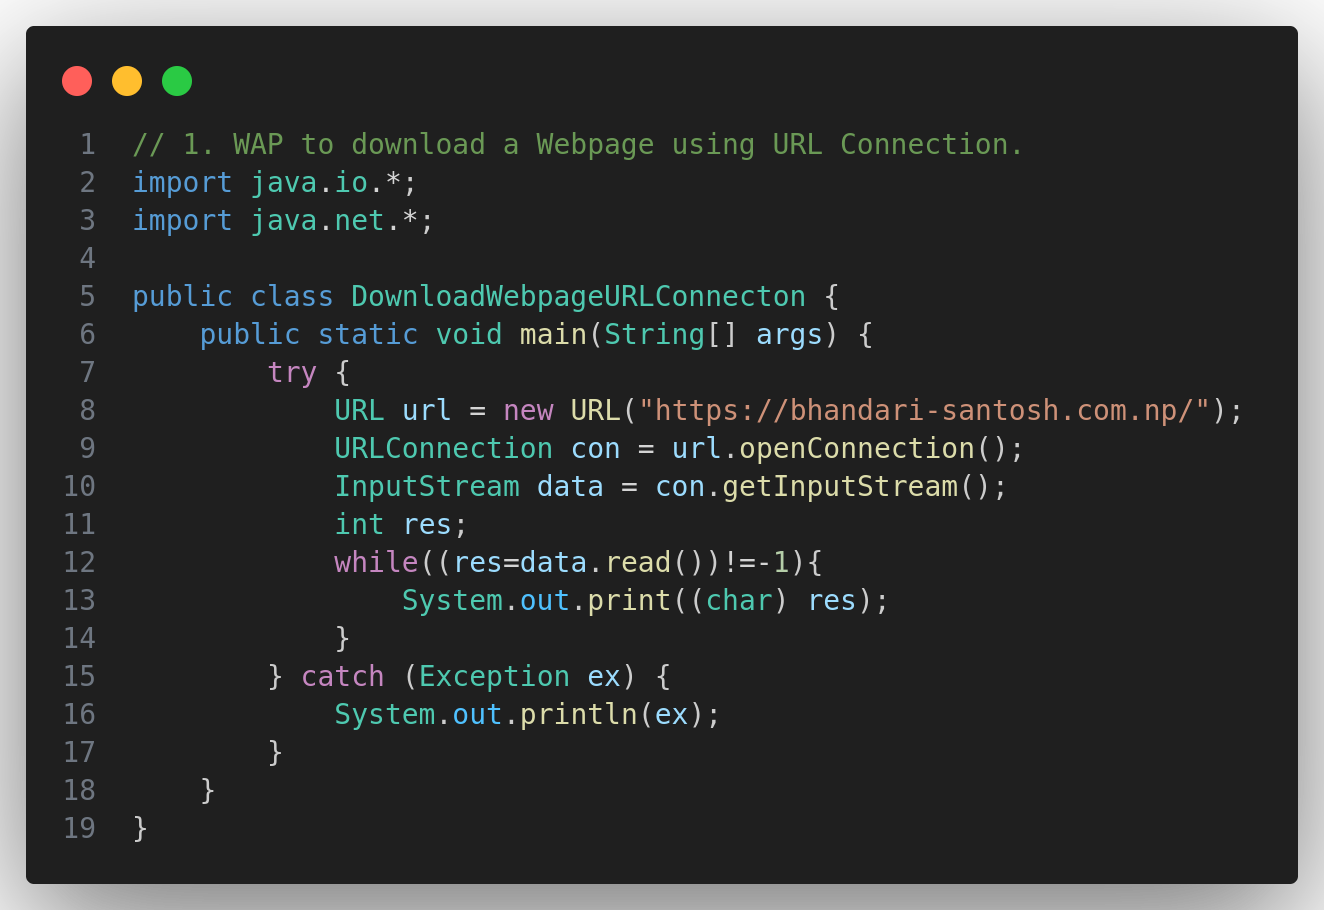 1 // 1. WAP to download a Webpage using URL Connection.
2 import java.io.*;
3 import java.net.*;
4
5 public class DownloadWebpageURLConnecton {
6     public static void main(String[] args) {
7         try {
8             URL url = new URL("https://bhandari-santosh.com.np/");
9             URLConnection con = url.openConnection();
10             InputStream data = con.getInputStream();
11             int res;
12             while((res=data.read())!=-1){
13                 System.out.print((char) res);
14             }
15         } catch (Exception ex) {
16             System.out.println(ex);
17         }
18     }
19 }